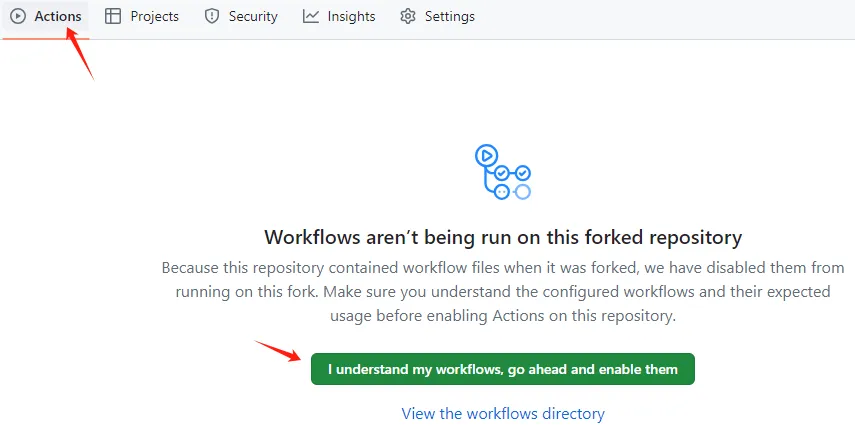 Actions Projects Security Insights Settings
Workflows aren’t being run on this forked repository
Because this repository contained workflow files when it was forked, we have disabled them from
running on this fork. Make sure you understand the configured workflows and their expected
usage before enabling Actions on this repository.
I understand my workflows, go ahead and enable them
View the workflows directory